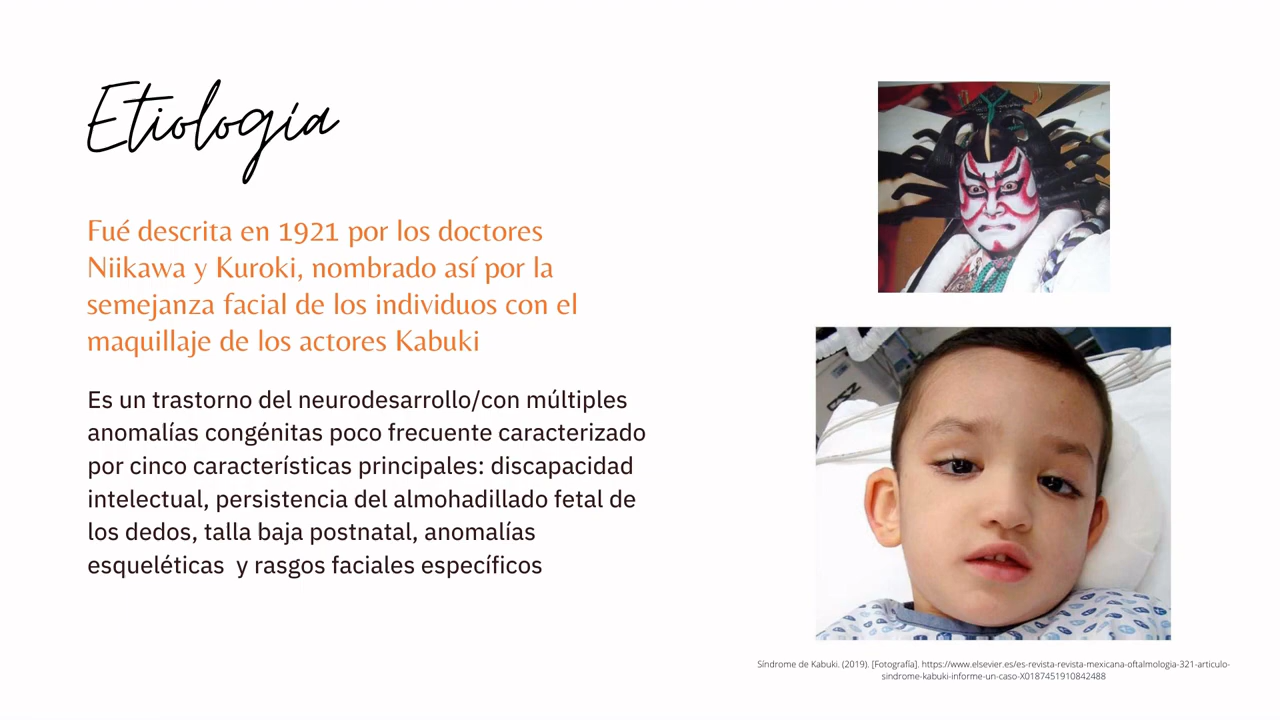 Etiología
Fué descrita en 1921 por los doctores
Niikawa y Kuroki, nombrado así por la
semejanza facial de los individuos con el
maquillaje de los actores Kabuki
Es un trastorno del neurodesarrollo/con múltiples
anomalías congénitas poco frecuente caracterizado
por cinco características principales: discapacidad
intelectual, persistencia del almohadillado fetal de
los dedos, talla baja postnatal, anomalías
esqueléticas  y rasgos faciales específicos
Síndrome de Kabuki. (2019). [Fotografía]. https://www.elsevier.es/es-revista-revista-mexicana-oftalmologia-321-articulo-
sindrome-kabuki-informe-un-caso-X0187451910842488